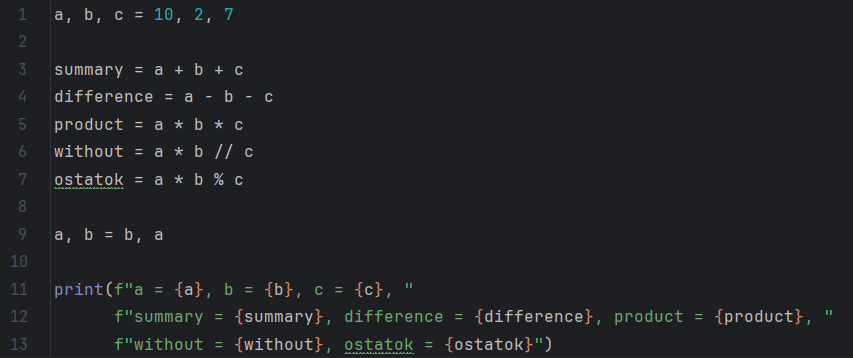 1 a, b, c = 10, 2, 7
2
3 summary = a + b + c
4 difference = a - b - c
5 product = a * b * c
6 without = a * b // c
7 ostatok = a * b % c
8
9 a, b = b, a
10
11 print(f"a = {a}, b = {b}, c = {c}, "
12       f"summary = {summary}, difference = {difference}, product = {product}, "
13       f"without = {without}, ostatok = {ostatok}")